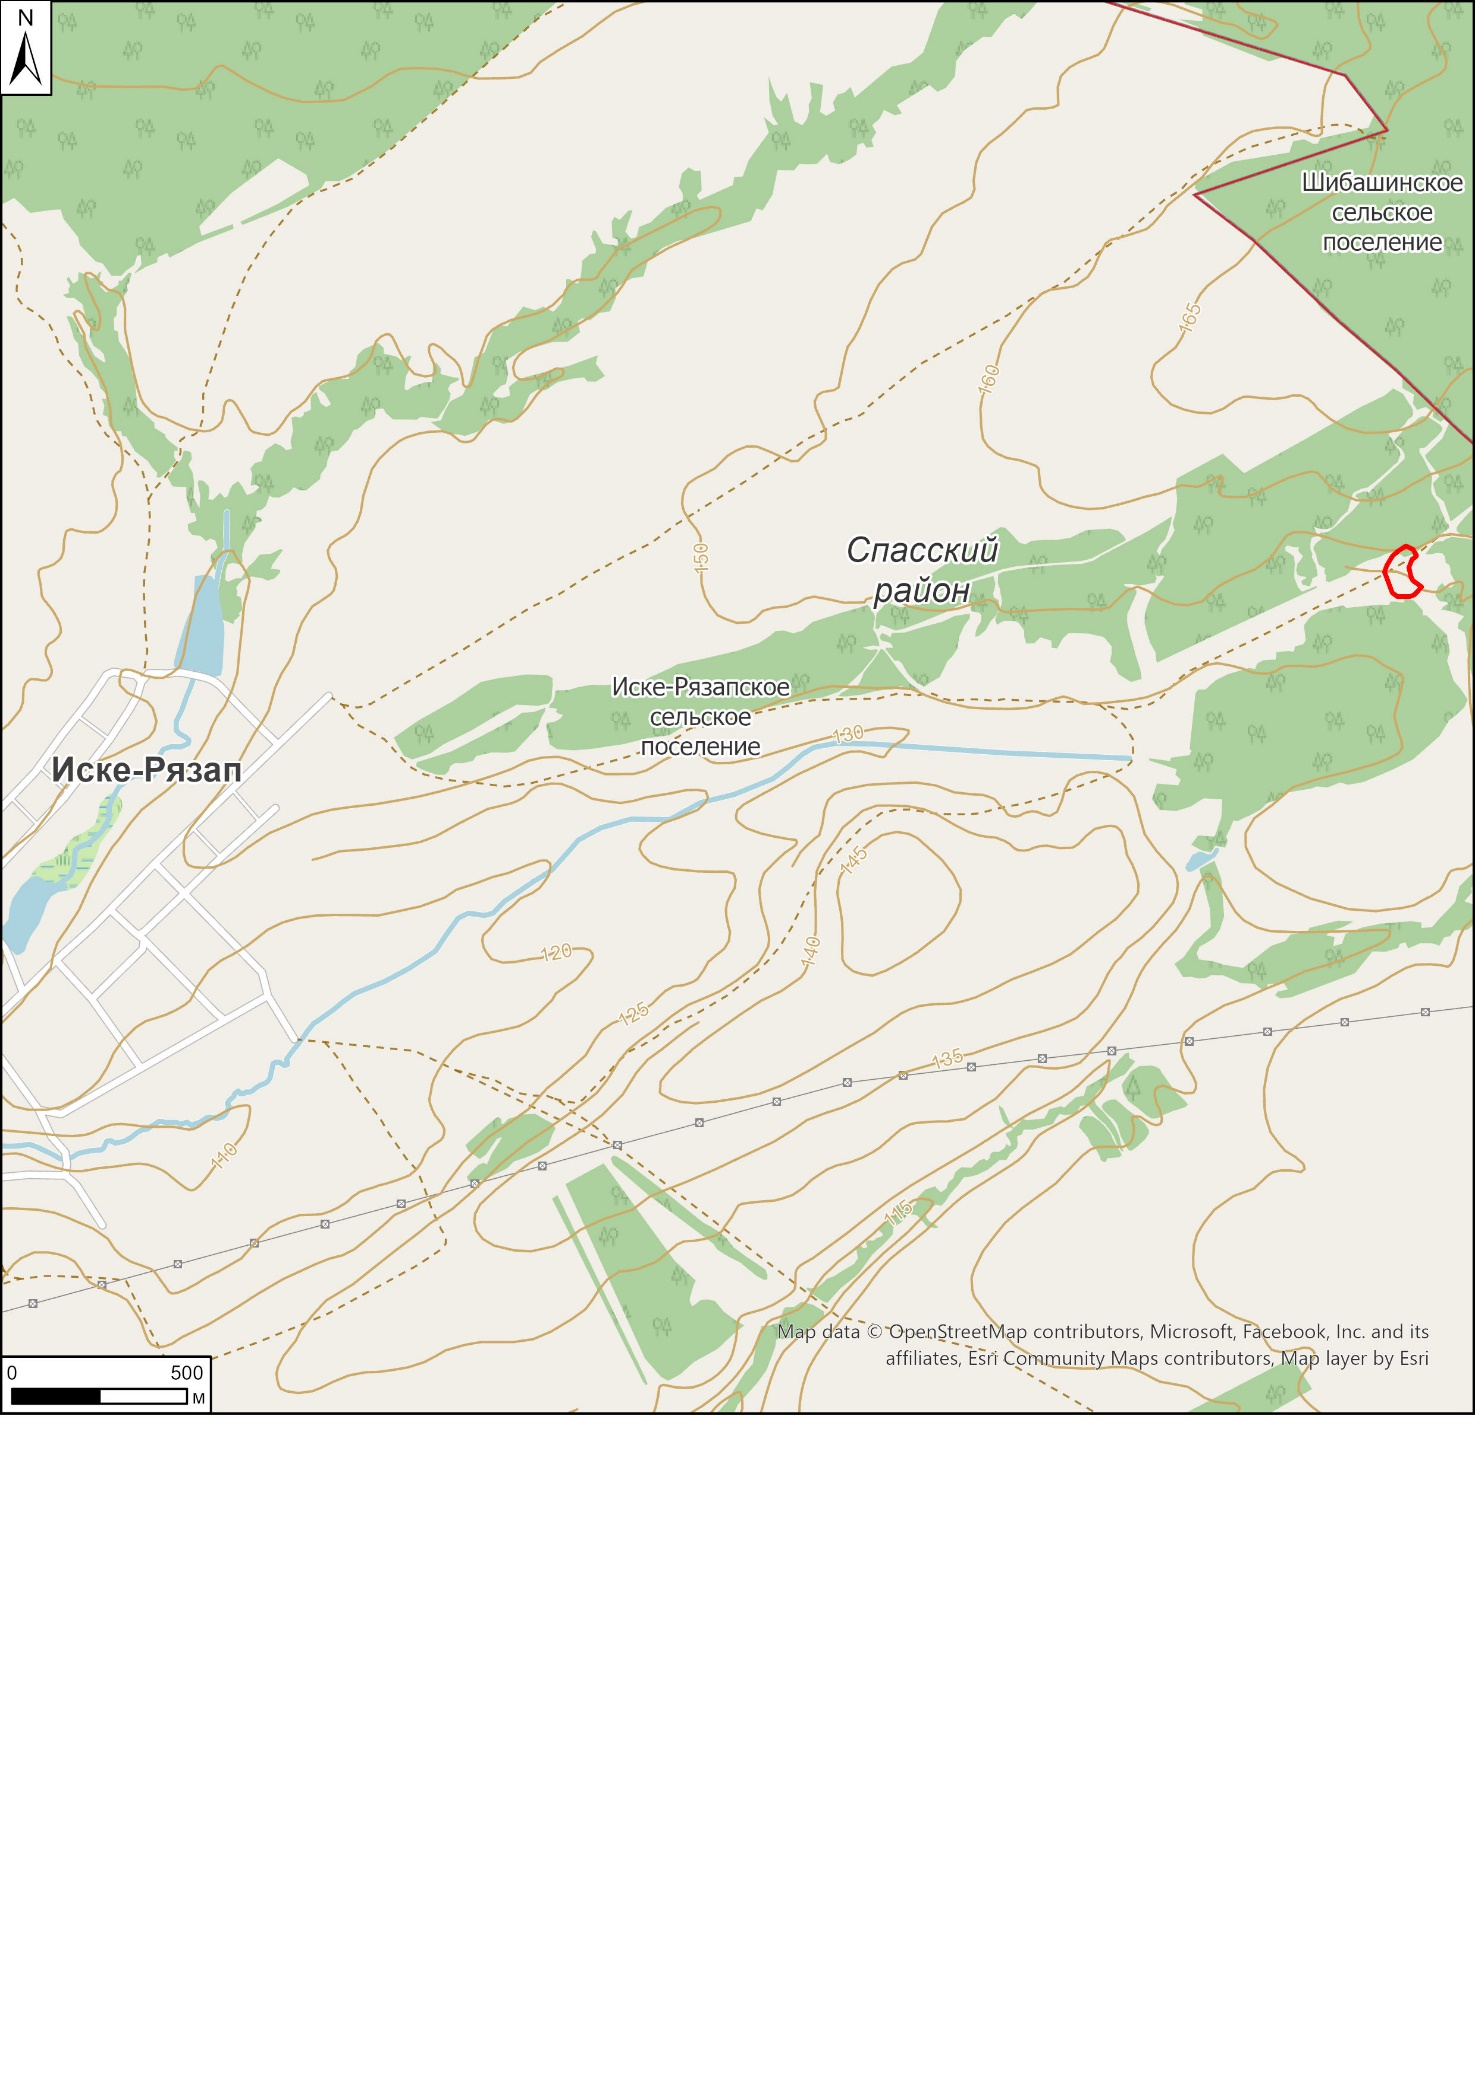 N
Шибашинское
сельское
поселение
165
160
150
Спасский
район
Иске-Рязапское
сельское
поселение
130
Иске-Рязап
145
140
120
125
135
110
115
Map data © OpenStreetMap contributors, Microsoft, Facebook, Inc. and its
affiliates, Esri Community Maps contributors, Map layer by Esri
0 500
м